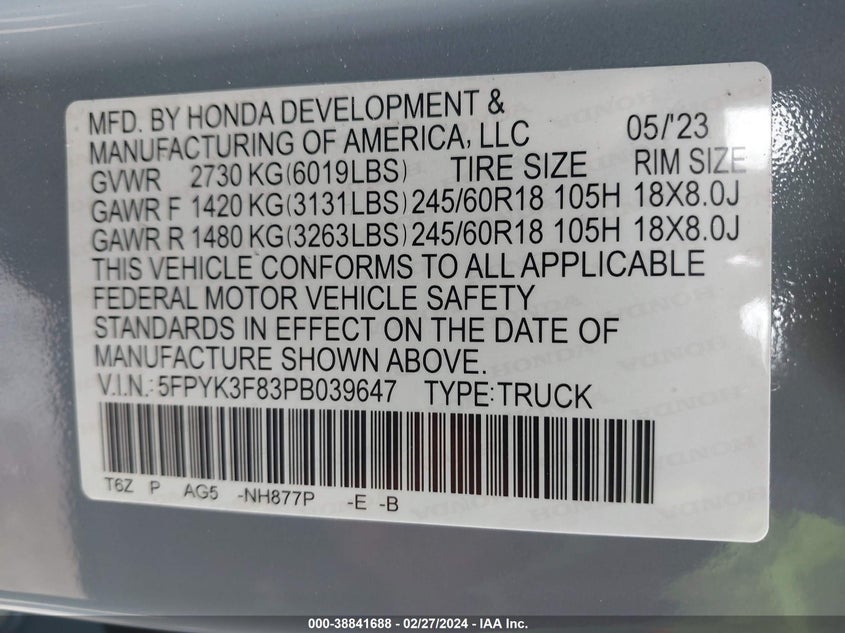 MFD. BY HONDA DEVELOPMENT &
MANUFACTURING OF AMERICA, LLC 05/'23
GVWR 2730 KG(6019LBS) TIRE SIZE RIM SIZE
GAWR F 1420 KG(3131LBS) 245/60R18 105H 18X8.0J
GAWR R 1480 KG(3263LBS) 245/60R18 105H 18X8.0J
THIS VEHICLE CONFORMS TO ALL APPLICABLE
FEDERAL MOTOR VEHICLE SAFETY
STANDARDS IN EFFECT ON THE DATE OF
MANUFACTURE SHOWN ABOVE.
V.I.N.: 5FPYK3F83PB039647 TYPE: TRUCK
T6Z P AG5 -NH877P -E -B
000-38841688 - 02/27/2024 - IAA Inc.